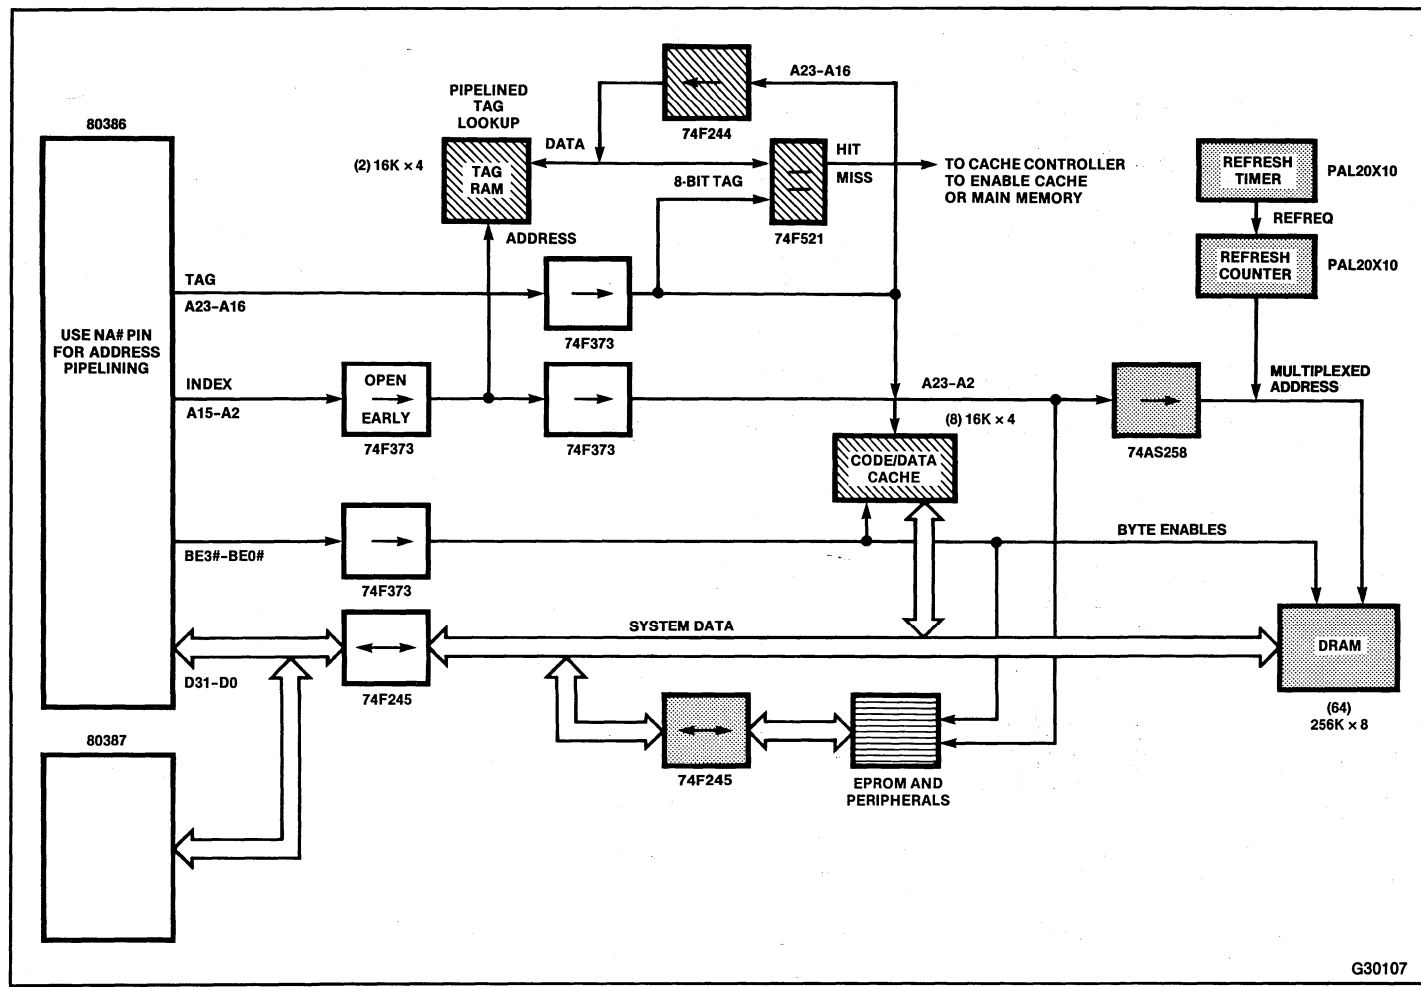 80386
USE NA# PIN
FOR ADDRESS
PIPELINING
80387
TAG
A23–A16
INDEX
A15–A2
BE3#–BE0#
D31–D0
PIPELINED
TAG
LOOKUP
(2) 16K × 4
TAG
RAM
DATA
ADDRESS
74F244
A23–A16
8-BIT TAG
74F521
HIT
MISS
TO CACHE CONTROLLER
TO ENABLE CACHE
OR MAIN MEMORY
REFRESH
TIMER
PAL20X10
REFREQ
REFRESH
COUNTER
PAL20X10
74F373
OPEN
EARLY
74F373
74F373
A23–A2
(8) 16K × 4
CODE/DATA
CACHE
74AS258
MULTIPLEXED
ADDRESS
74F373
BYTE ENABLES
74F245
SYSTEM DATA
DRAM
(64)
256K × 8
74F245
EPROM AND
PERIPHERALS
G30107